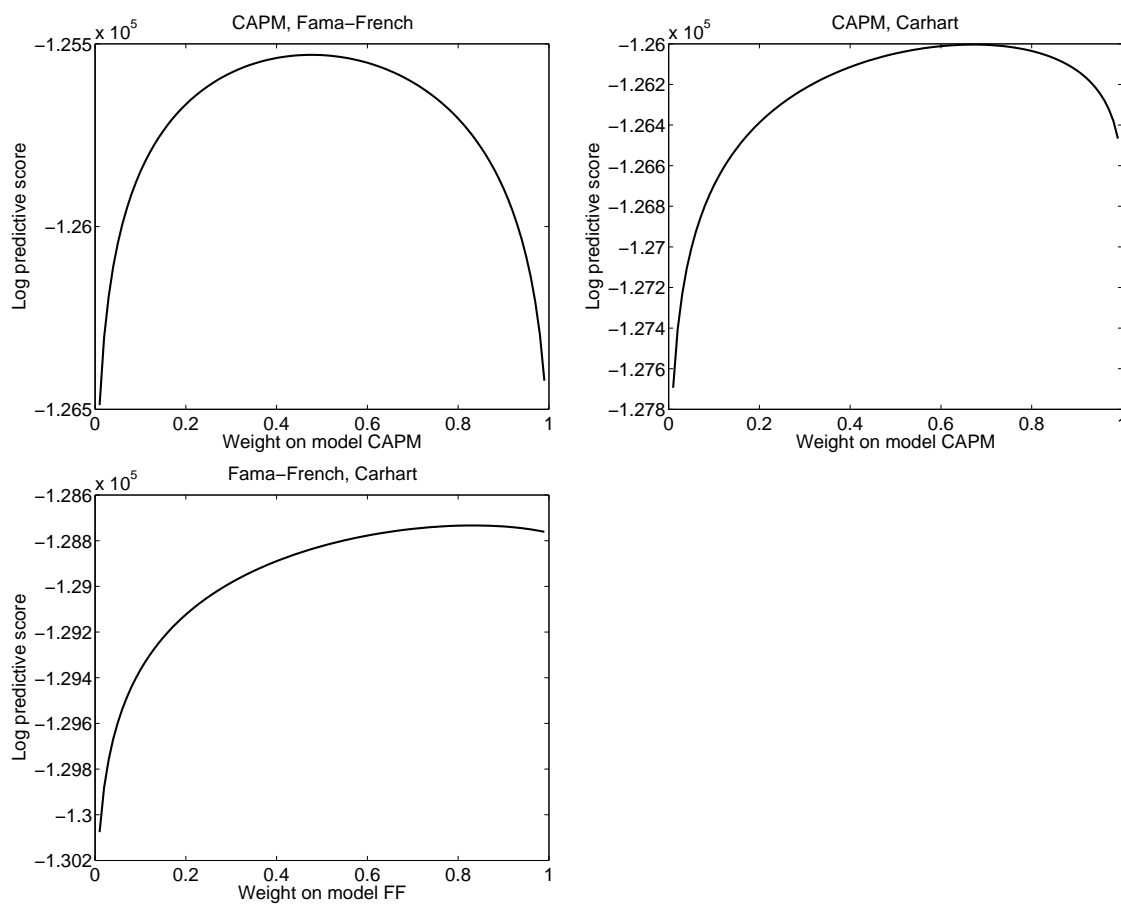 CAPM, Fama−French
x 10^5
−1.255
−1.26
−1.265
Log predictive score
0 0.2 0.4 0.6 0.8 1
Weight on model CAPM
CAPM, Carhart
x 10^5
−1.26
−1.262
−1.264
−1.266
−1.268
−1.27
−1.272
−1.274
−1.276
−1.278
Log predictive score
0 0.2 0.4 0.6 0.8 1
Weight on model CAPM
Fama−French, Carhart
x 10^5
−1.286
−1.288
−1.29
−1.292
−1.294
−1.296
−1.298
−1.3
−1.302
Log predictive score
0 0.2 0.4 0.6 0.8 1
Weight on model FF